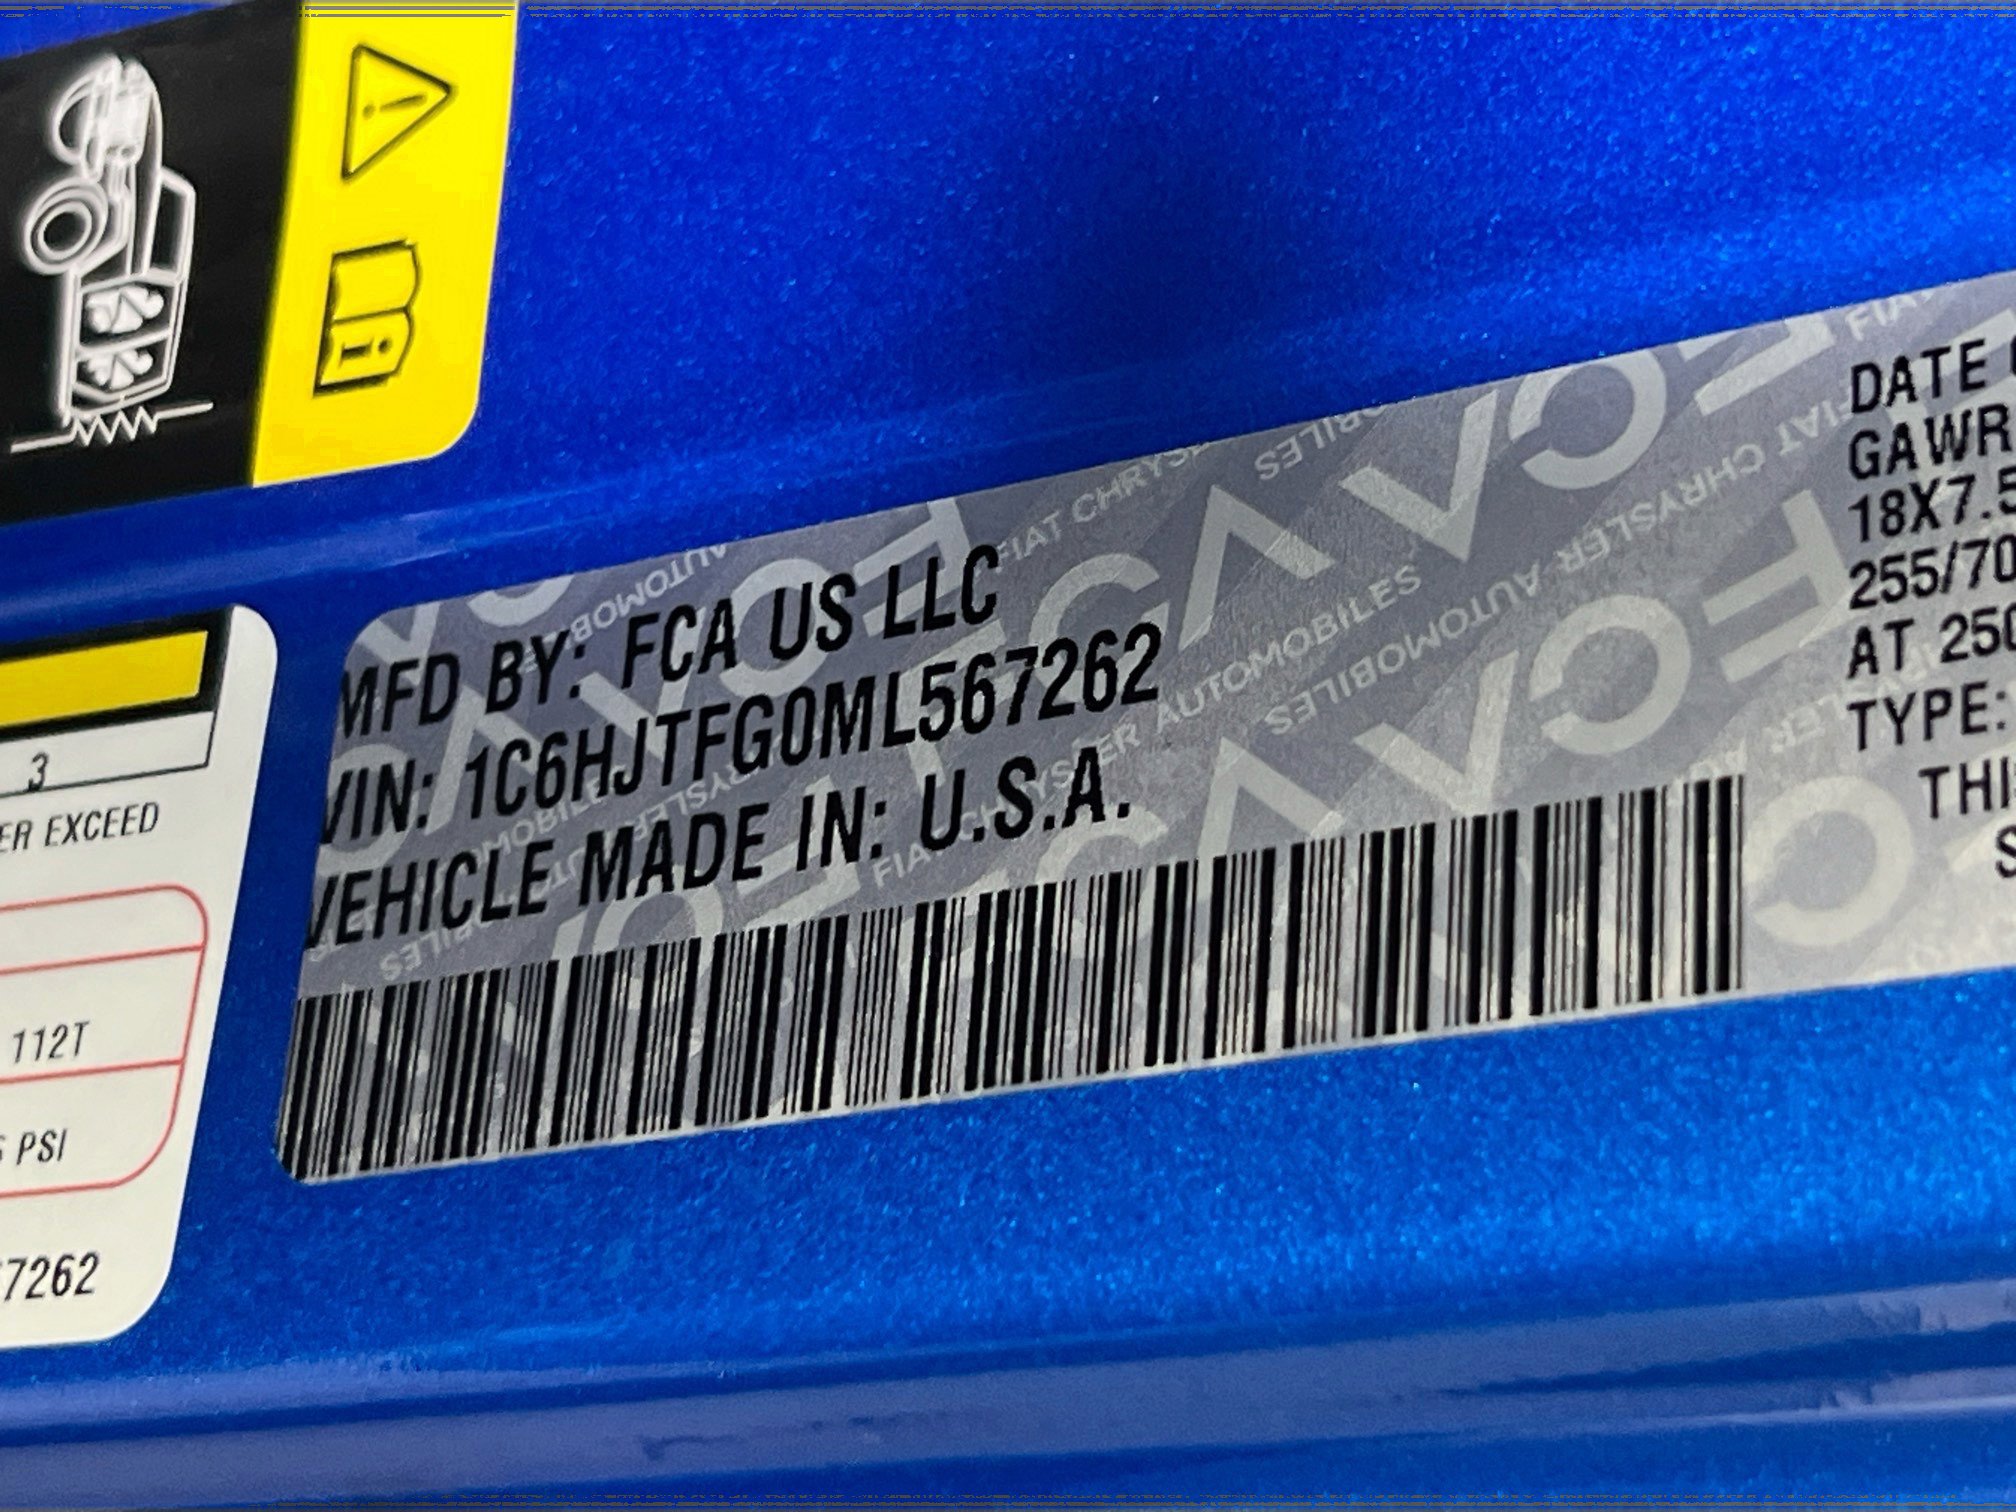 MFD BY: FCA US LLC
VIN: 1C6HJTFG0ML567262
VEHICLE MADE IN: U.S.A.
DATE
GAWR
18X7.5
255/70
AT 250
TYPE:
THIS
S
3
ER EXCEED
112T
PSI
7262
FIAT CHRYSLER AUTOMOBILES
FCA